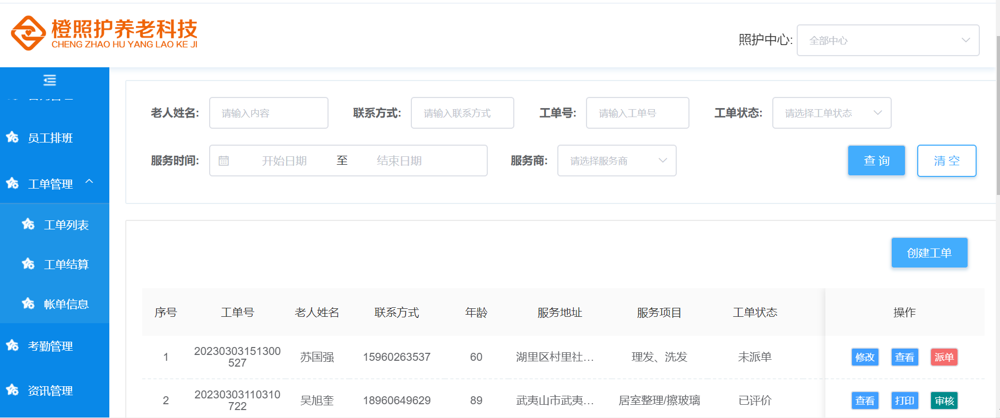 橙照护养老科技
CHENG ZHAO HU YANG LAO KE JI
照护中心: 全部中心
员工排班
工单管理
工单列表
工单结算
帐单信息
考勤管理
资讯管理
老人姓名: 请输入内容 联系方式: 请输入联系方式 工单号: 请输入工单号 工单状态: 请选择工单状态
服务时间: 开始日期 至 结束日期 服务商: 请选择服务商 查询 清空
创建工单
序号 工单号 老人姓名 联系方式 年龄 服务地址 服务项目 工单状态 操作
1 20230303151300 苏国强 15960263537 60 湖里区村里社... 理发、洗发 未派单 修改 查看 派单
527
2 20230303110310 吴旭奎 18960649629 89 武夷山市武夷... 居室整理/擦玻璃 已评价 查看 打印 审核
722